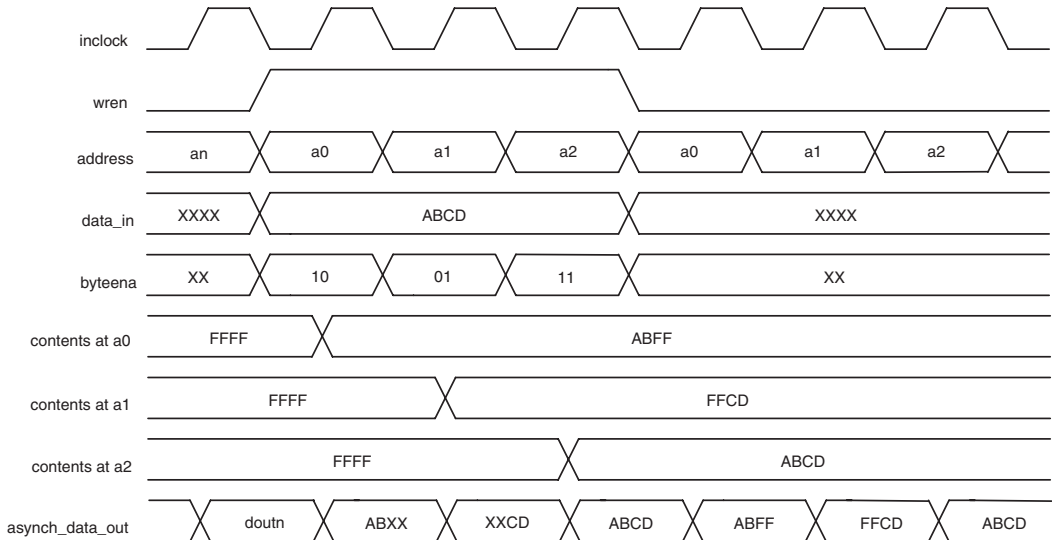 inclock
wren
address an a0 a1 a2 a0 a1 a2
data_in XXXX ABCD XXXX
byteena XX 10 01 11 XX
contents at a0 FFFF ABFF
contents at a1 FFFF FFCD
contents at a2 FFFF ABCD
asynch_data_out doutn ABXX XXCD ABCD ABFF FFCD ABCD